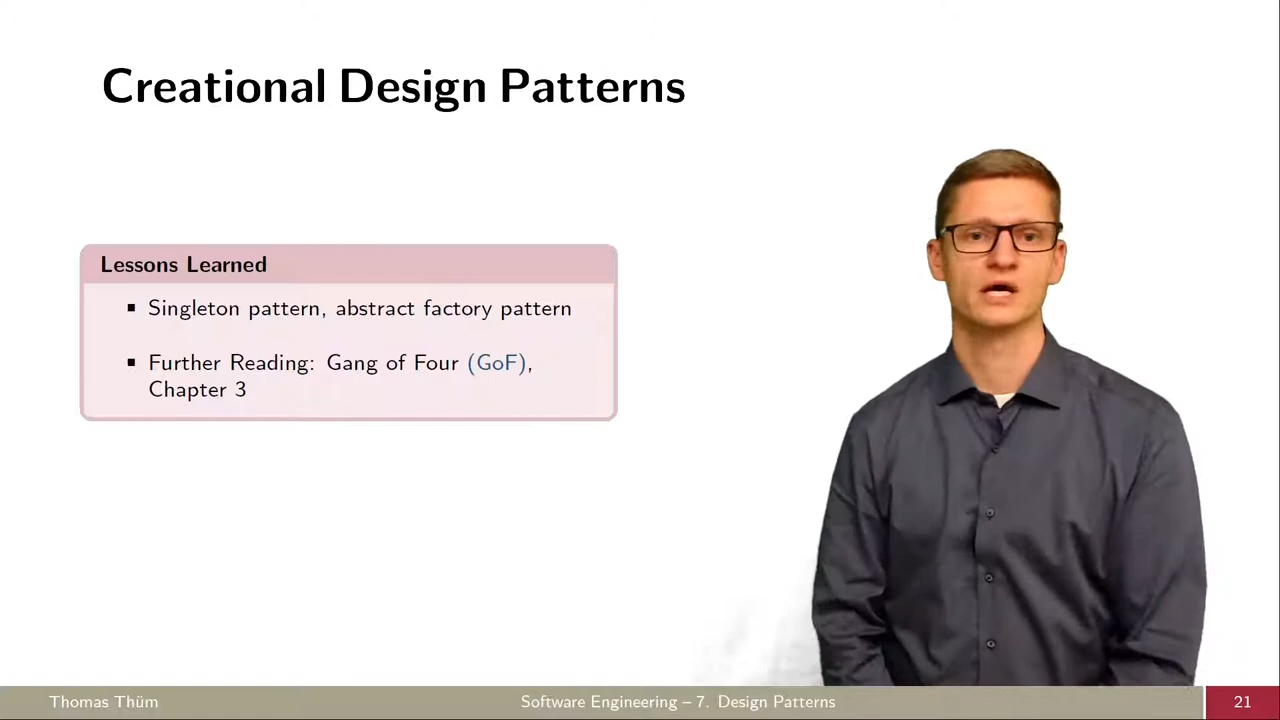 Creational Design Patterns
Lessons Learned
▪ Singleton pattern, abstract factory pattern
▪ Further Reading: Gang of Four (GoF),
Chapter 3
Thomas Thüm
Software Engineering – 7. Design Patterns
21